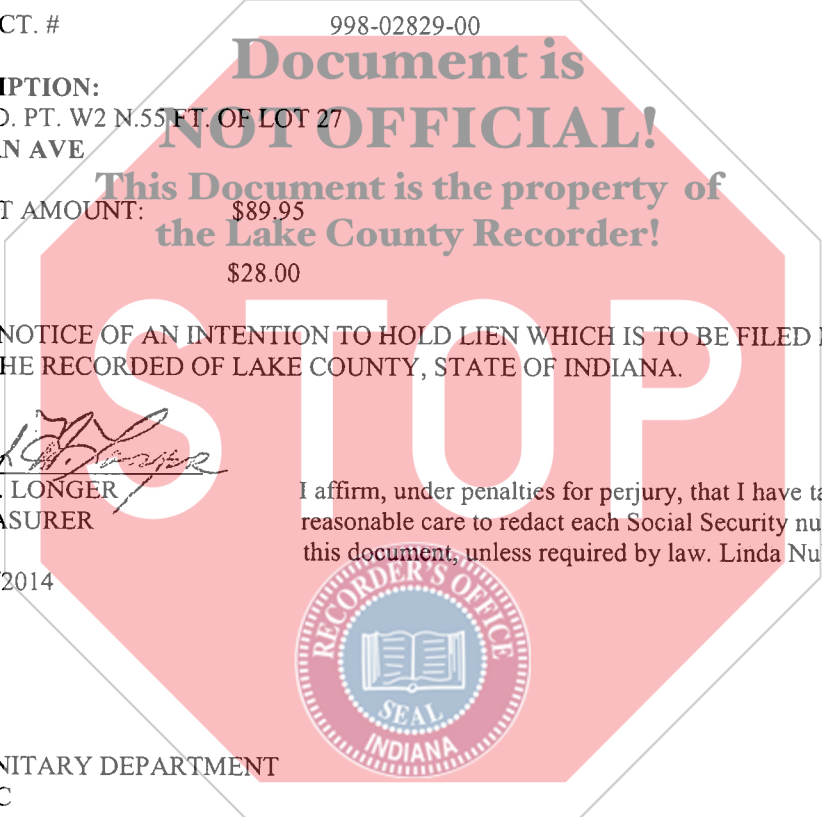 CT. # 998-02829-00
Document is
IPTION:
D. PT. W2 N.55 FT. OF LOT 27
NOT OFFICIAL!
N AVE
This Document is the property of
T AMOUNT: $89.95
the Lake County Recorder!
$28.00
NOTICE OF AN INTENTION TO HOLD LIEN WHICH IS TO BE FILED
HE RECORDED OF LAKE COUNTY, STATE OF INDIANA.
STOP
. LONGER
ASURER
I affirm, under penalties for perjury, that I have ta
reasonable care to redact each Social Security nu
this document, unless required by law. Linda Nu
/2014
RECORDER'S OFFICE
SEAL
INDIANA
NITARY DEPARTMENT
C